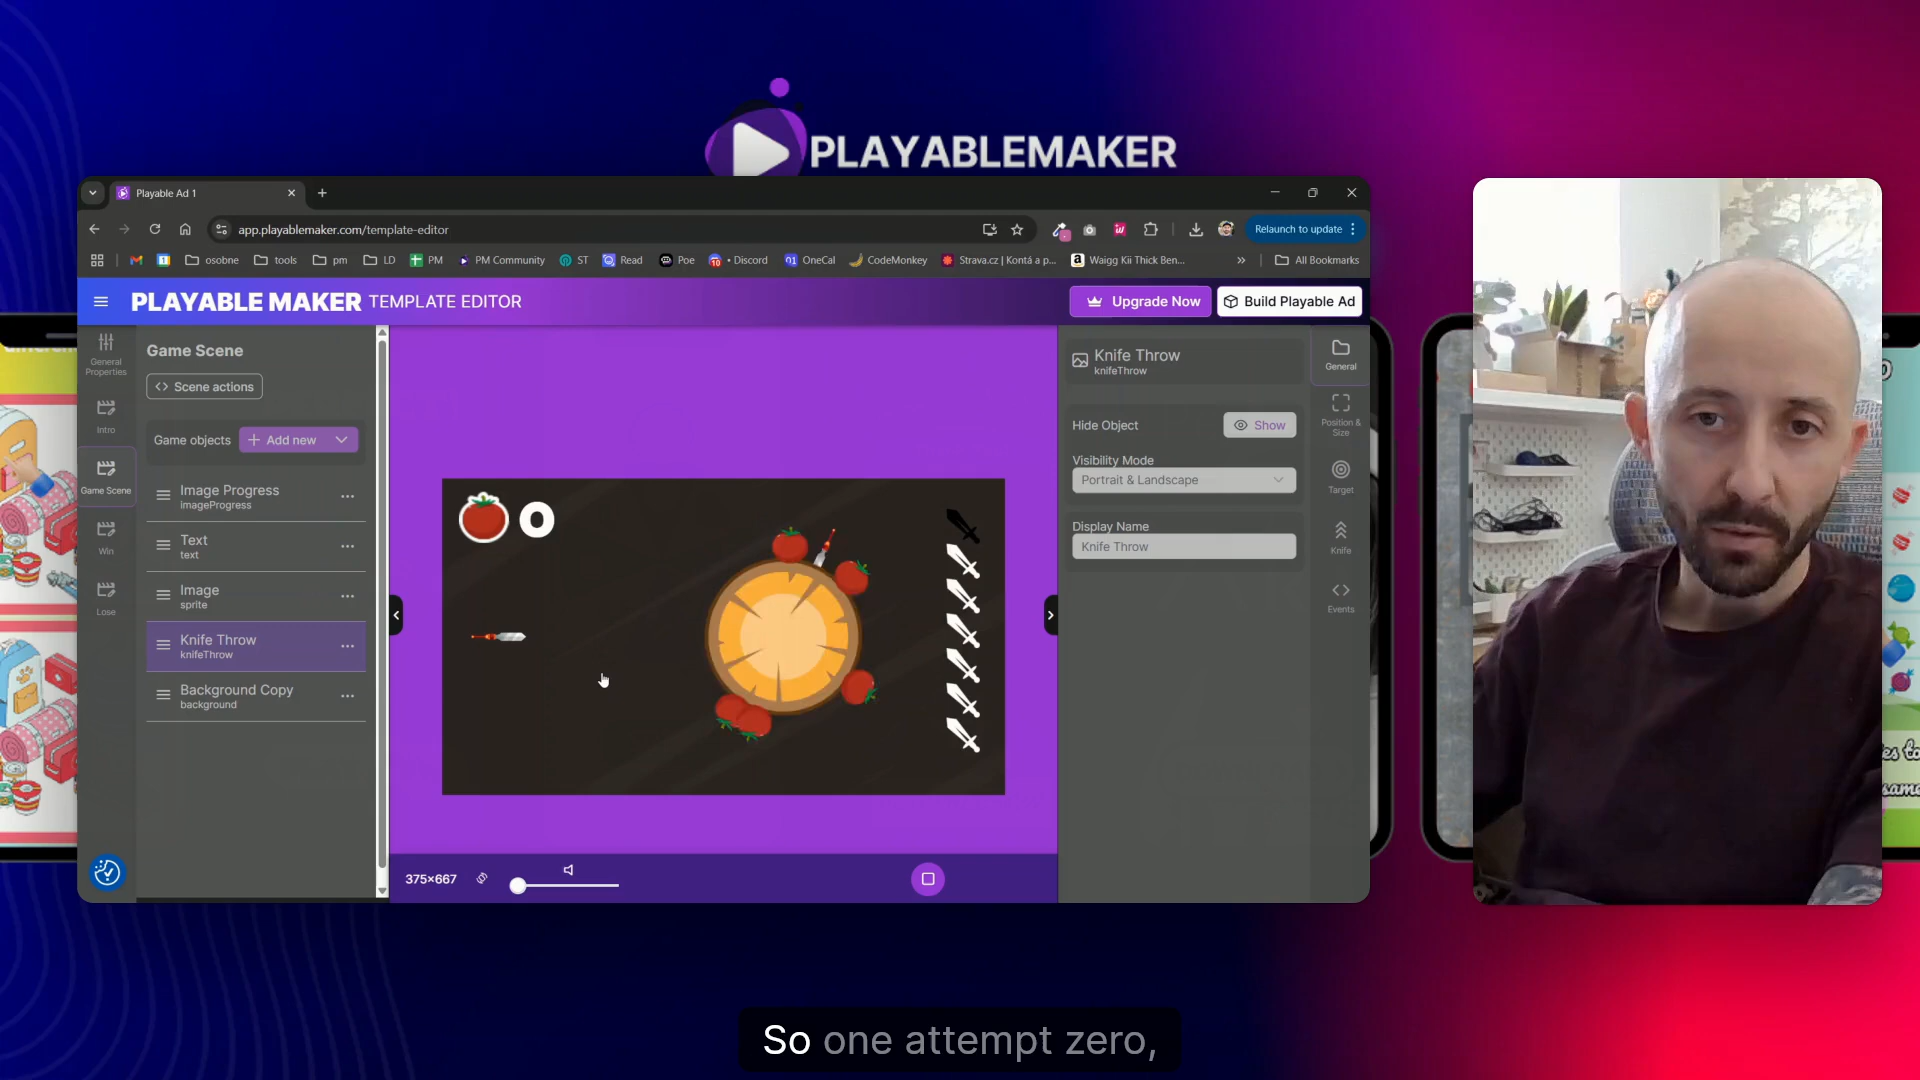 PLAYABLEMAKER
Playable Ad 1
app.playablemaker.com/template-editor
Relaunch to update
osobne
tools
pm
LD
PM
PM Community
ST
Read
Poe
10
• Discord
01
OneCal
CodeMonkey
Strava.cz | Kontá a p...
Waigg Kii Thick Ben...
All Bookmarks
PLAYABLE MAKER TEMPLATE EDITOR
Upgrade Now
Build Playable Ad
General
Properties
Intro
Game Scene
Win
Lose
Game Scene
Scene actions
Game objects
Add new
Image Progress
imageProgress
Text
text
Image
sprite
Knife Throw
knifeThrow
Background Copy
background
0
375×667
Knife Throw
knifeThrow
Hide Object
Show
Visibility Mode
Portrait & Landscape
Display Name
Knife Throw
General
Position &
Size
Target
Knife
Events
So one attempt zero,